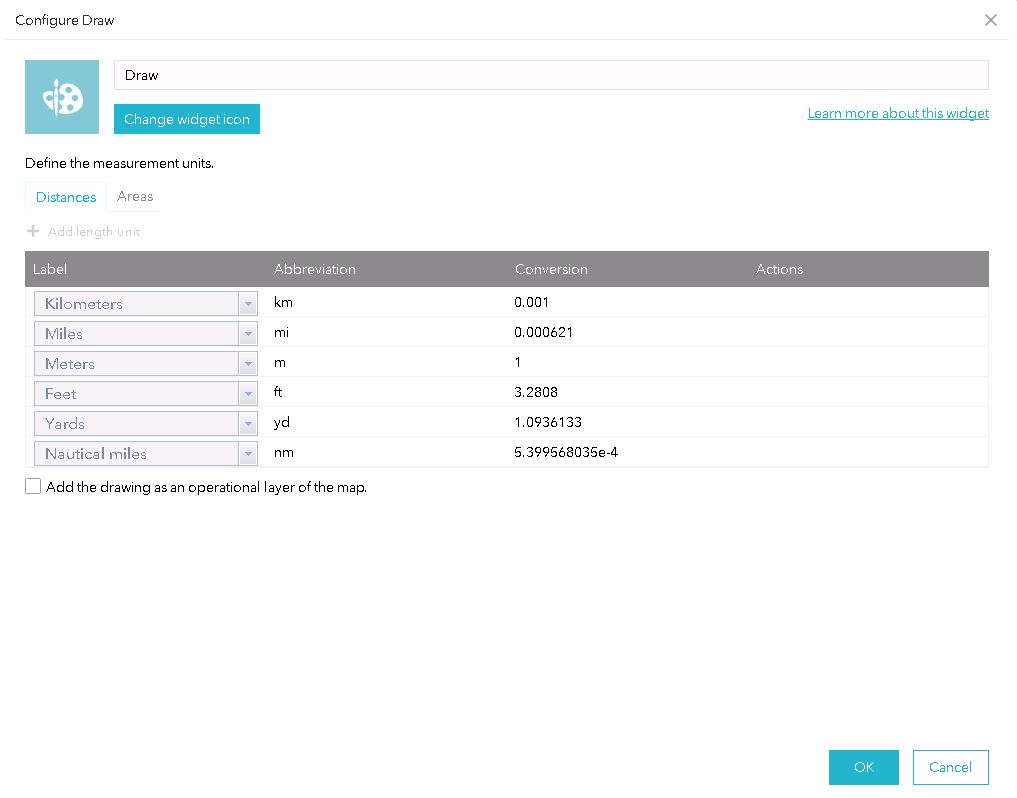 Configure Draw
Draw
Change widget icon
Learn more about this widget
Define the measurement units.
Distances Areas
Add length unit
Label Abbreviation Conversion Actions
Kilometers km 0.001
Miles mi 0.000621
Meters m 1
Feet ft 3.2808
Yards yd 1.0936133
Nautical miles nm 5.399568035e-4
Add the drawing as an operational layer of the map.
OK Cancel